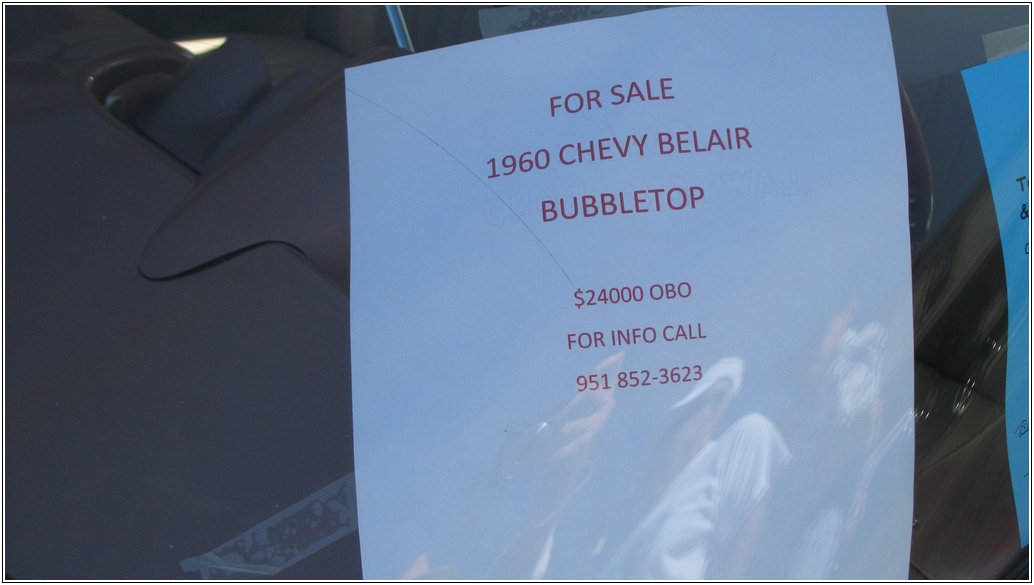 FOR SALE
1960 CHEVY BELAIR
BUBBLETOP
$24000 OBO
FOR INFO CALL
951 852-3623
&